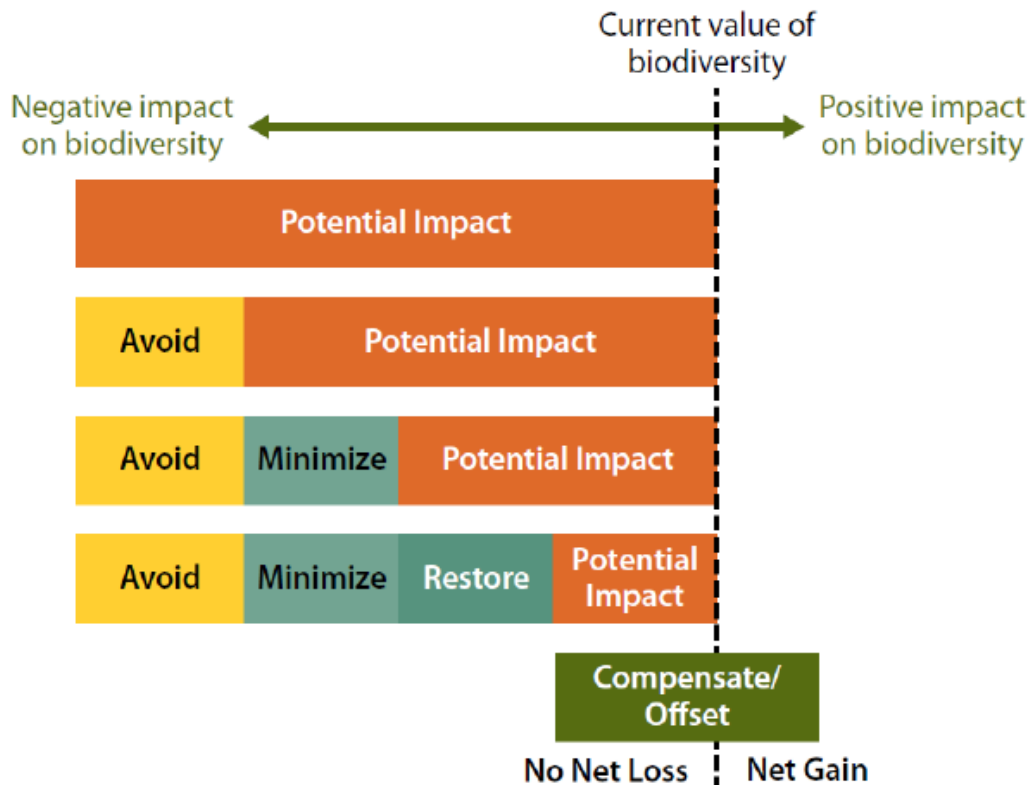 Current value of
biodiversity
Negative impact
on biodiversity
Positive impact
on biodiversity
Potential Impact
Avoid
Potential Impact
Avoid
Minimize
Potential Impact
Avoid
Minimize
Restore
Potential
Impact
Compensate/
Offset
No Net Loss
Net Gain